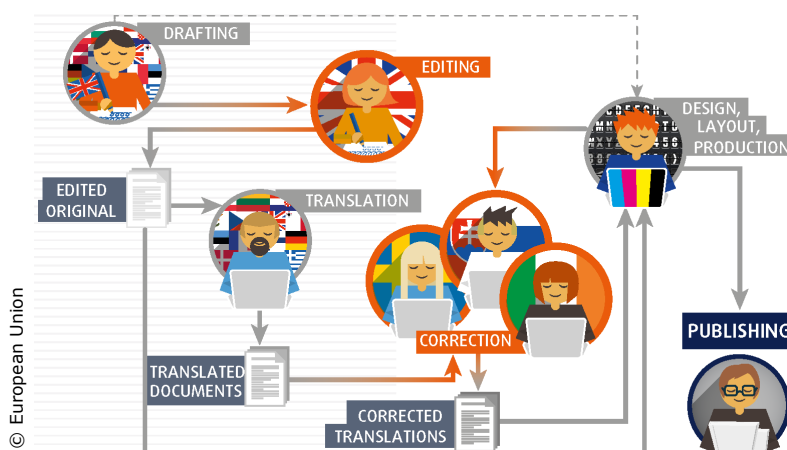 DRAFTING
EDITING
DESIGN,
LAYOUT,
PRODUCTION
EDITED
ORIGINAL
TRANSLATION
CORRECTION
PUBLISHING
TRANSLATED
DOCUMENTS
CORRECTED
TRANSLATIONS
© European Union